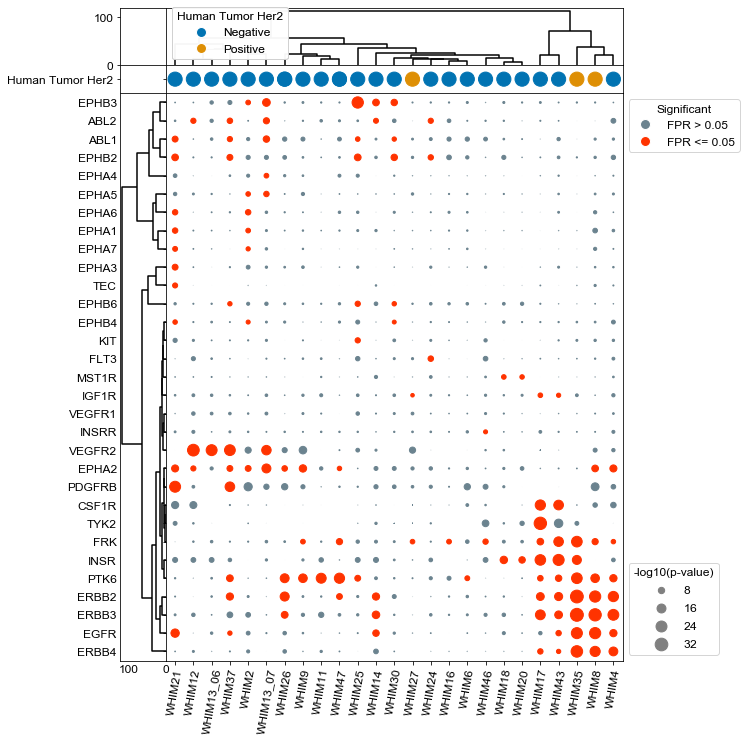 Human Tumor Her2
Negative
Positive
100
0
Human Tumor Her2
EPHB3
ABL2
ABL1
EPHB2
EPHA4
EPHA5
EPHA6
EPHA1
EPHA7
EPHA3
TEC
EPHB6
EPHB4
KIT
FLT3
MST1R
IGF1R
VEGFR1
INSRR
VEGFR2
EPHA2
PDGFRB
CSF1R
TYK2
FRK
INSR
PTK6
ERBB2
ERBB3
EGFR
ERBB4
Significant
FPR > 0.05
FPR <= 0.05
-log10(p-value)
8
16
24
32
100
0
WHIM21
WHIM12
WHIM13_06
WHIM37
WHIM2
WHIM13_07
WHIM26
WHIM9
WHIM11
WHIM47
WHIM25
WHIM14
WHIM30
WHIM27
WHIM24
WHIM16
WHIM6
WHIM46
WHIM18
WHIM20
WHIM17
WHIM43
WHIM35
WHIM8
WHIM4